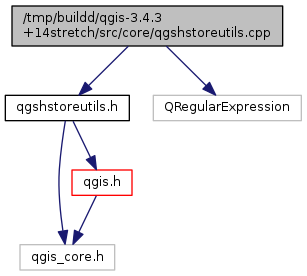 /tmp/buildd/qgis-3.4.3
+14stretch/src/core/qgshstoreutils.cpp
qgshstoreutils.h
QRegularExpression
qgis.h
qgis_core.h